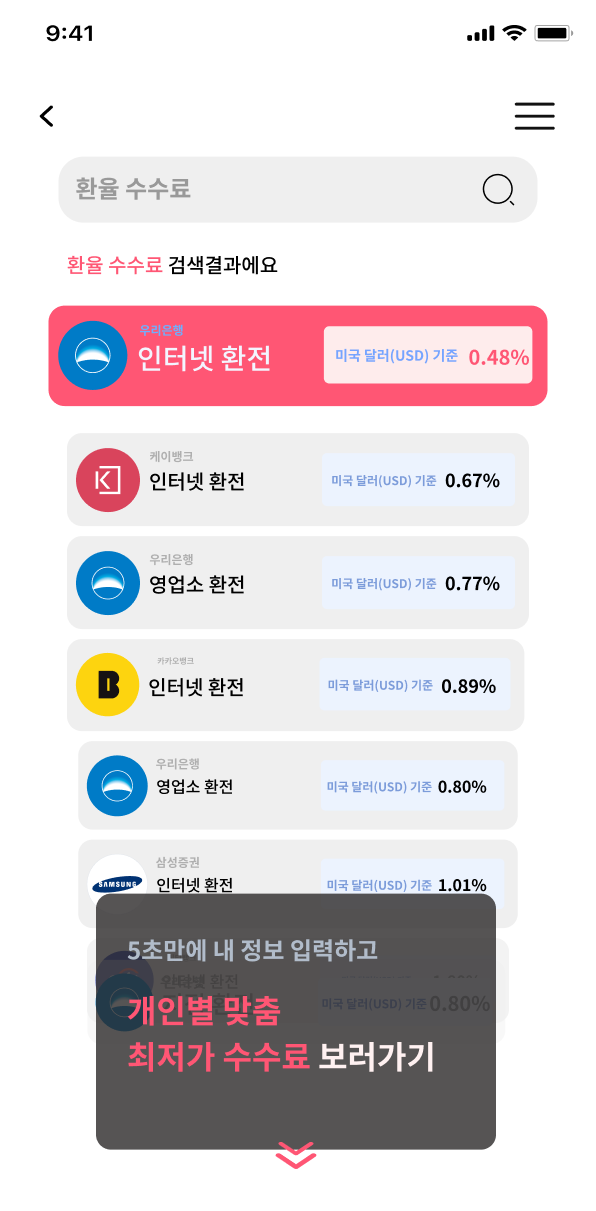 9:41
환율 수수료
환율 수수료 검색결과에요
우리은행
인터넷 환전
미국 달러(USD) 기준 0.48%
케이뱅크
인터넷 환전
미국 달러(USD) 기준 0.67%
우리은행
영업소 환전
미국 달러(USD) 기준 0.77%
카카오뱅크
인터넷 환전
미국 달러(USD) 기준 0.89%
우리은행
영업소 환전
미국 달러(USD) 기준 0.80%
삼성증권
SAMSUNG
인터넷 환전
미국 달러(USD) 기준 1.01%
5초만에 내 정보 입력하고
인터넷 환전
미국 달러(USD) 기준 0.80%
개인별 맞춤
최저가 수수료 보러가기